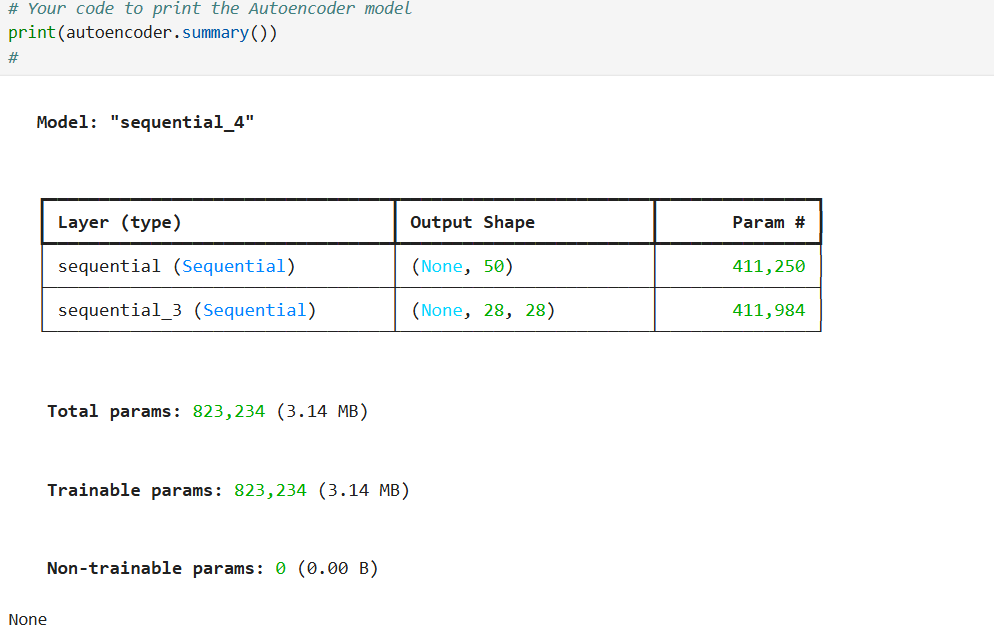 # Your code to print the Autoencoder model
print(autoencoder.summary())
#
Model: "sequential_4"
Layer (type) Output Shape Param #
sequential (Sequential) (None, 50) 411,250
sequential_3 (Sequential) (None, 28, 28) 411,984
Total params: 823,234 (3.14 MB)
Trainable params: 823,234 (3.14 MB)
Non-trainable params: 0 (0.00 B)
None